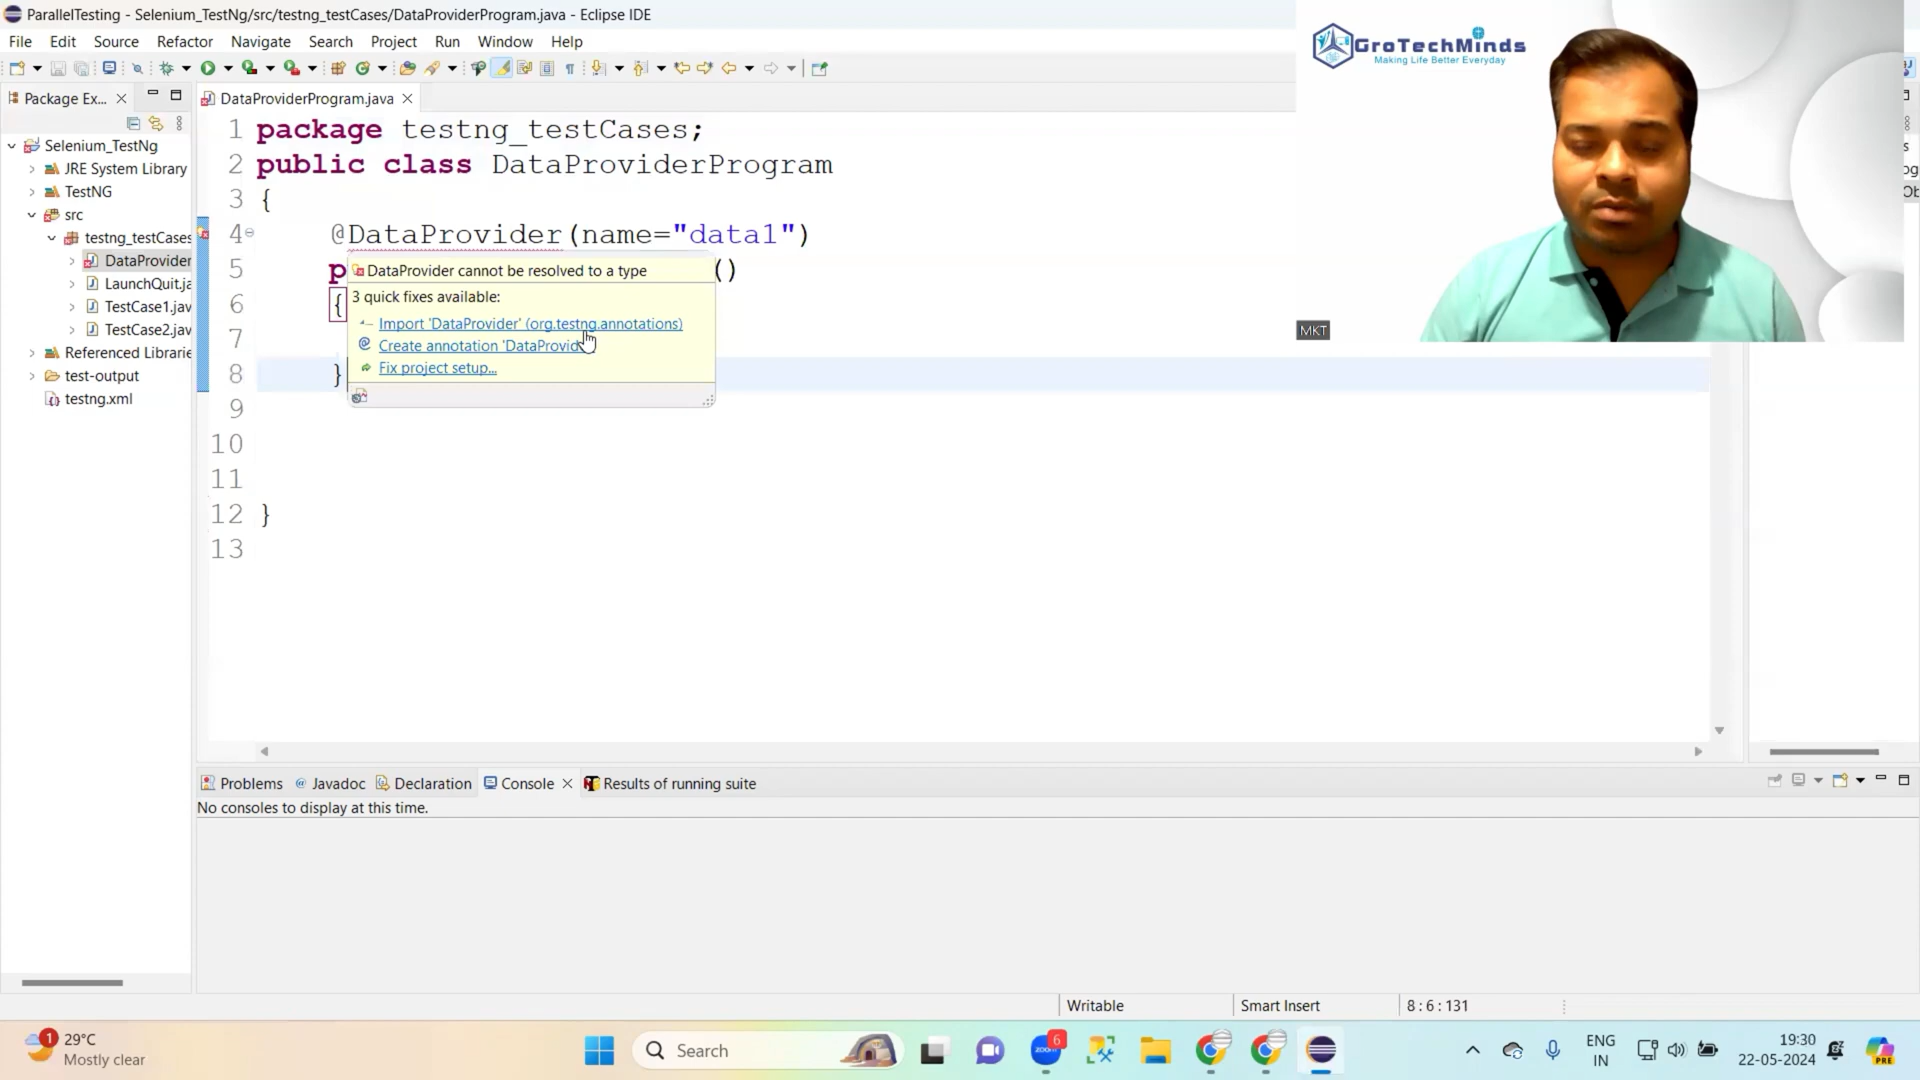 ParallelTesting - Selenium_TestNg/src/testng_testCases/DataProviderProgram.java - Eclipse IDE
File Edit Source Refactor Navigate Search Project Run Window Help
GroTechMinds
Making Life Better Everyday
Package Ex...
DataProviderProgram.java
Selenium_TestNg
JRE System Library
TestNG
src
testng_testCases
DataProvider
LaunchQuit.ja
TestCase1.jav
TestCase2.jav
Referenced Librarie
test-output
testng.xml
1 package testng_testCases;
2 public class DataProviderProgram
3 {
4 @DataProvider(name="data1")
5 p ()
6 {
7
8 }
9
10
11
12 }
13
DataProvider cannot be resolved to a type
3 quick fixes available:
Import 'DataProvider' (org.testng.annotations)
Create annotation 'DataProvid
Fix project setup...
MKT
Problems Javadoc Declaration Console Results of running suite
No consoles to display at this time.
Writable Smart Insert 8 : 6 : 131
1
29°C
Mostly clear
Search
zoom
6
ENG
IN
19:30
22-05-2024
PRE